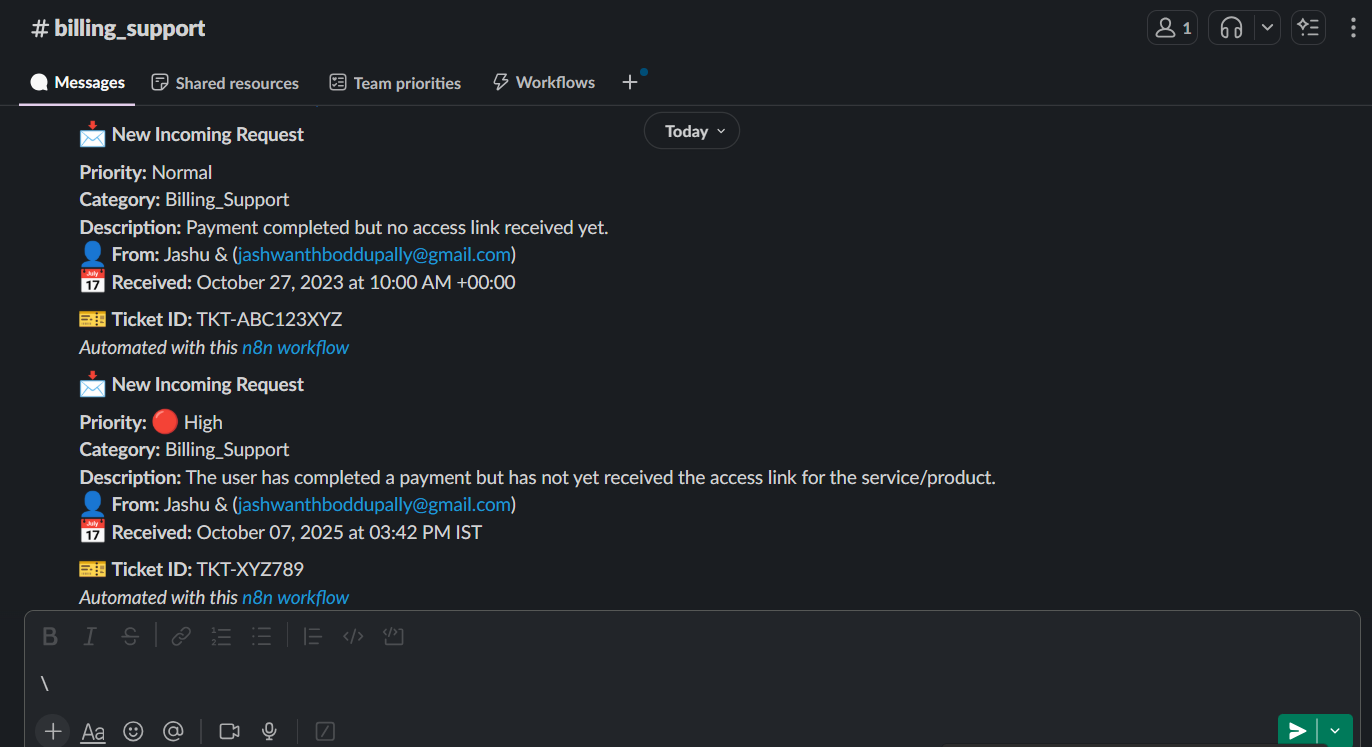 # billing_support
1
Messages
Shared resources
Team priorities
Workflows
Today
New Incoming Request
Priority: Normal
Category: Billing_Support
Description: Payment completed but no access link received yet.
From: Jashu & (jashwanthboddupally@gmail.com)
Received: October 27, 2023 at 10:00 AM +00:00
Ticket ID: TKT-ABC123XYZ
Automated with this n8n workflow
New Incoming Request
Priority: High
Category: Billing_Support
Description: The user has completed a payment but has not yet received the access link for the service/product.
From: Jashu & (jashwanthboddupally@gmail.com)
Received: October 07, 2025 at 03:42 PM IST
Ticket ID: TKT-XYZ789
Automated with this n8n workflow
\